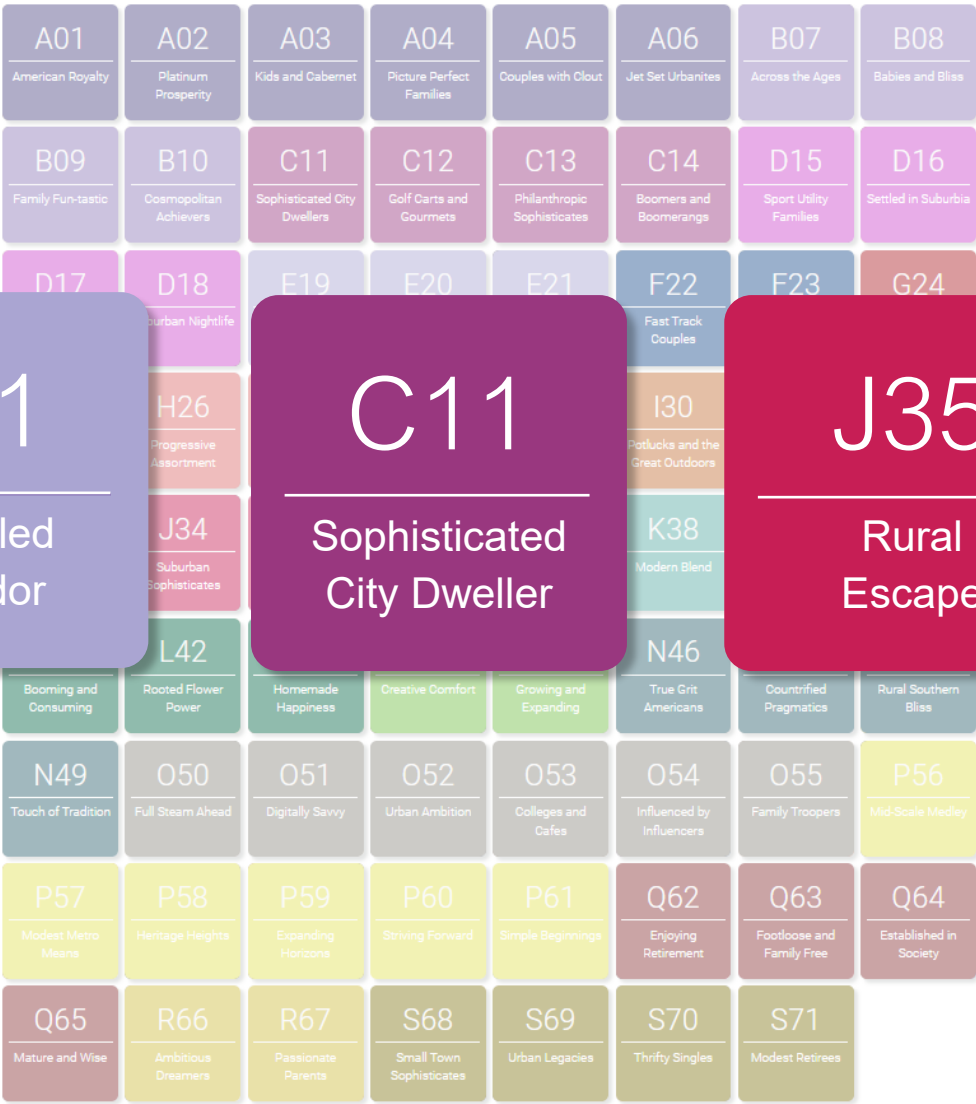 A01
American Royalty
A02
Platinum
Prosperity
A03
Kids and Cabernet
A04
Picture Perfect
Families
A05
Couples with Clout
A06
Jet Set Urbanites
B07
Across the Ages
B08
Babies and Bliss
B09
Family Fun-tastic
B10
Cosmopolitan
Achievers
C11
Sophisticated City
Dwellers
C12
Golf Carts and
Gourmets
C13
Philanthropic
Sophisticates
C14
Boomers and
Boomerangs
D15
Sport Utility
Families
D16
Settled in Suburbia
D17
D18
Nightlife
E19
E20
E21
F22
Fast Track
Couples
F23
G24
H26
Progressive
Assortment
I30
Potlucks and the
Great Outdoors
1
led
dor
C11
Sophisticated
City Dweller
J35
Rural
Escape
J34
Suburban
Sophisticates
K38
Modern Blend
Booming and
Consuming
L42
Rooted Flower
Power
Homemade
Happiness
Creative Comfort
Growing and
Expanding
N46
True Grit
Americans
Countrified
Pragmatics
Rural Southern
Bliss
N49
Touch of Tradition
O50
Full Steam Ahead
O51
Digitally Savvy
O52
Urban Ambition
O53
Colleges and
Cafes
O54
Influenced by
Influencers
O55
Family Troopers
P56
Mid-Scale Medley
P57
Modest Metro
Means
P58
Heritage Heights
P59
Expanding
Horizons
P60
Striving Forward
P61
Simple Beginnings
Q62
Enjoying
Retirement
Q63
Footloose and
Family Free
Q64
Established in
Society
Q65
Mature and Wise
R66
Ambitious
Dreamers
R67
Passionate
Parents
S68
Small Town
Sophisticates
S69
Urban Legacies
S70
Thrifty Singles
S71
Modest Retirees